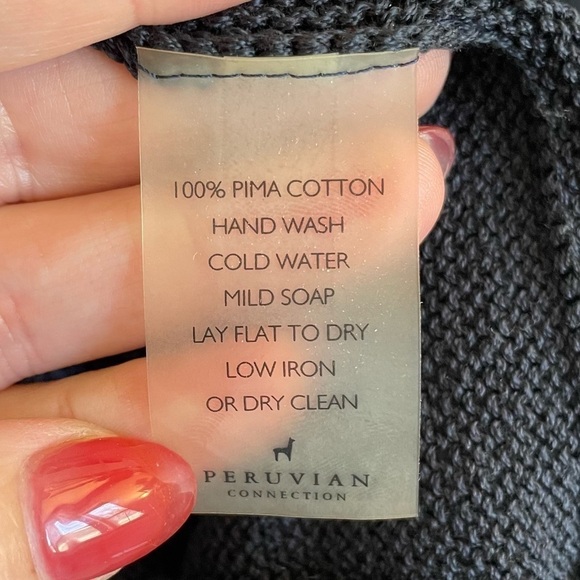 100% PIMA COTTON
HAND WASH
COLD WATER
MILD SOAP
LAY FLAT TO DRY
LOW IRON
OR DRY CLEAN
PERUVIAN
CONNECTION